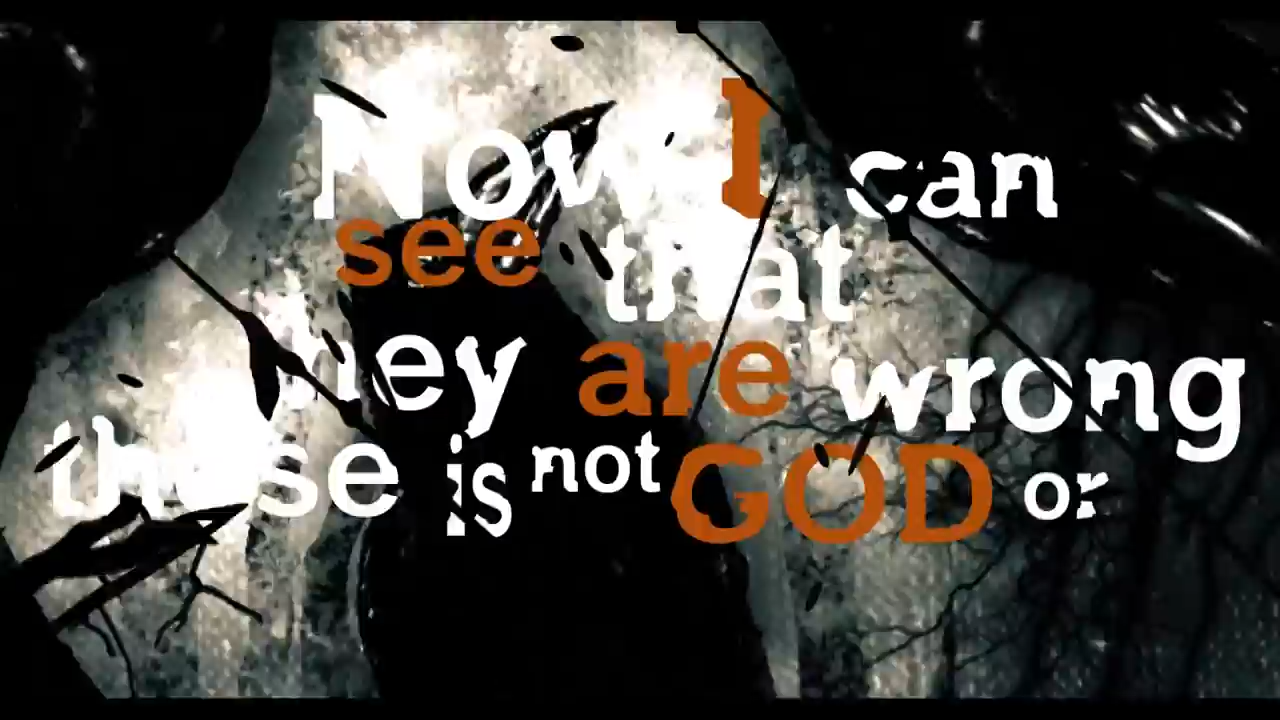 Now I can
see that
they are wrong
is not GOD or